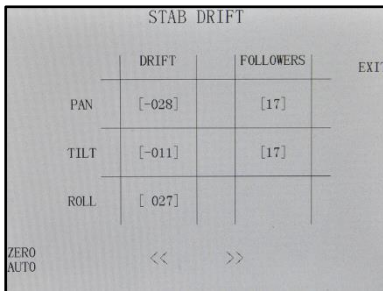 STAB DRIFT
DRIFT FOLLOWERS EXIT
PAN [-028] [17]
TILT [-011] [17]
ROLL [ 027]
ZERO
AUTO << >>